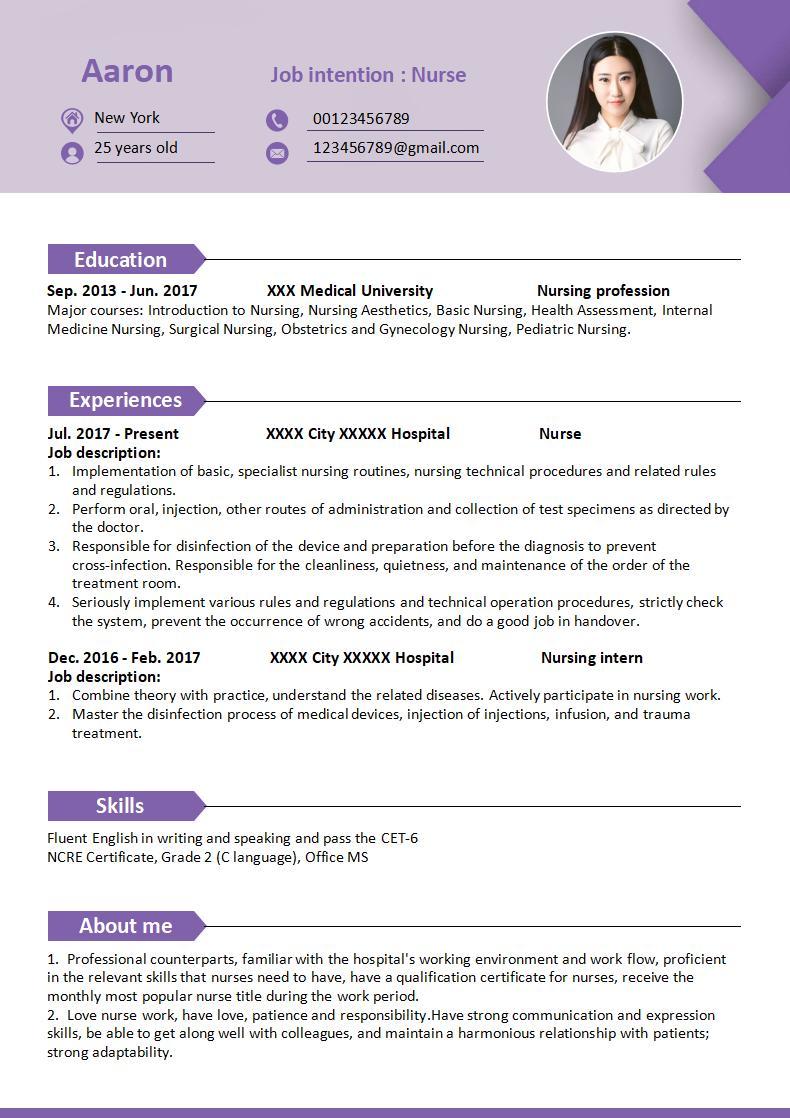 Aaron
Job intention : Nurse
New York
00123456789
25 years old
123456789@gmail.com
Education
Sep. 2013 - Jun. 2017 XXX Medical University Nursing profession
Major courses: Introduction to Nursing, Nursing Aesthetics, Basic Nursing, Health Assessment, Internal
Medicine Nursing, Surgical Nursing, Obstetrics and Gynecology Nursing, Pediatric Nursing.
Experiences
Jul. 2017 - Present XXXX City XXXXX Hospital Nurse
Job description:
1. Implementation of basic, specialist nursing routines, nursing technical procedures and related rules
and regulations.
2. Perform oral, injection, other routes of administration and collection of test specimens as directed by
the doctor.
3. Responsible for disinfection of the device and preparation before the diagnosis to prevent
cross-infection. Responsible for the cleanliness, quietness, and maintenance of the order of the
treatment room.
4. Seriously implement various rules and regulations and technical operation procedures, strictly check
the system, prevent the occurrence of wrong accidents, and do a good job in handover.
Dec. 2016 - Feb. 2017 XXXX City XXXXX Hospital Nursing intern
Job description:
1. Combine theory with practice, understand the related diseases. Actively participate in nursing work.
2. Master the disinfection process of medical devices, injection of injections, infusion, and trauma
treatment.
Skills
Fluent English in writing and speaking and pass the CET-6
NCRE Certificate, Grade 2 (C language), Office MS
About me
1. Professional counterparts, familiar with the hospital's working environment and work flow, proficient
in the relevant skills that nurses need to have, have a qualification certificate for nurses, receive the
monthly most popular nurse title during the work period.
2. Love nurse work, have love, patience and responsibility.Have strong communication and expression
skills, be able to get along well with colleagues, and maintain a harmonious relationship with patients;
strong adaptability.